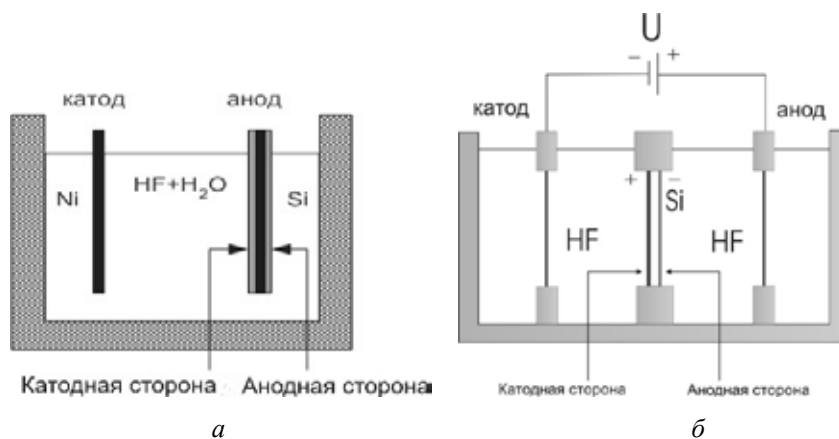 катод
анод
Ni
HF+H₂O
Si
Катодная сторона
Анодная сторона
а
U
− +
катод
анод
+ −
Si
HF
HF
Катодная сторона
Анодная сторона
б